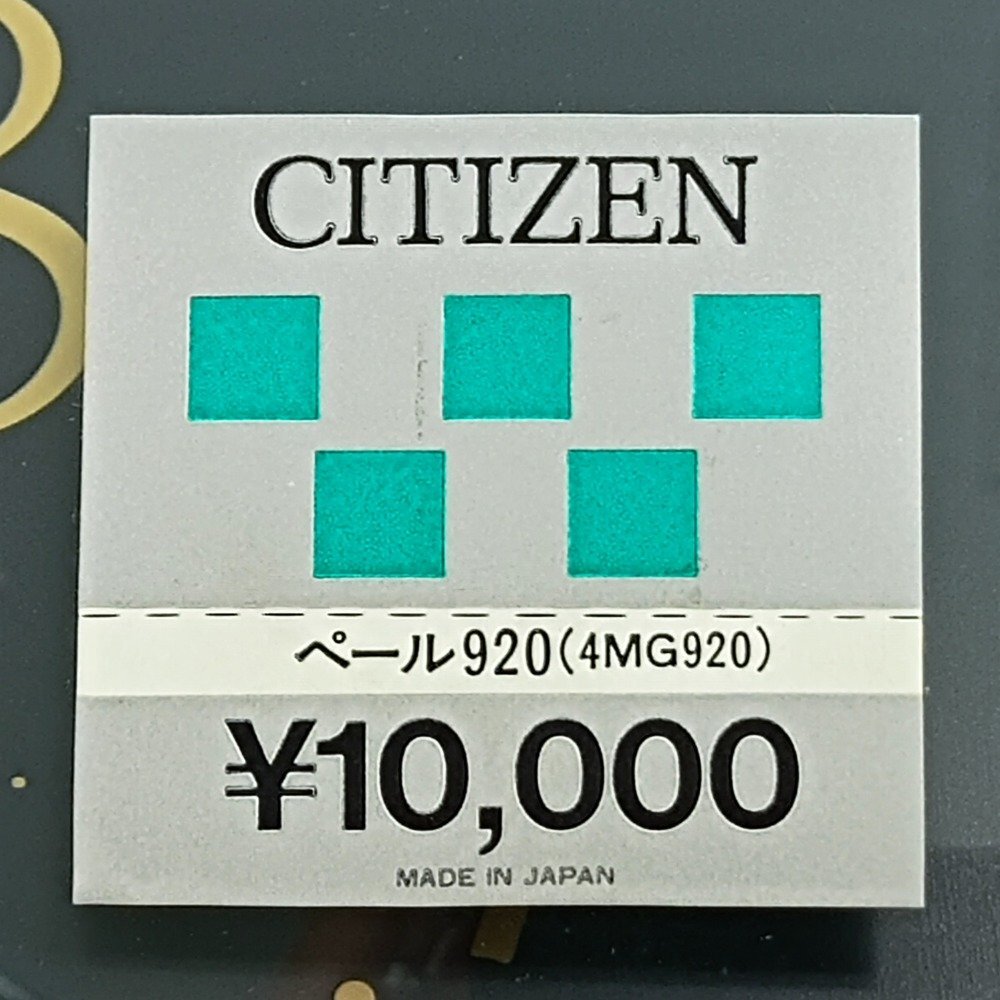 CITIZEN
ペール920(4MG920)
¥10,000
MADE IN JAPAN